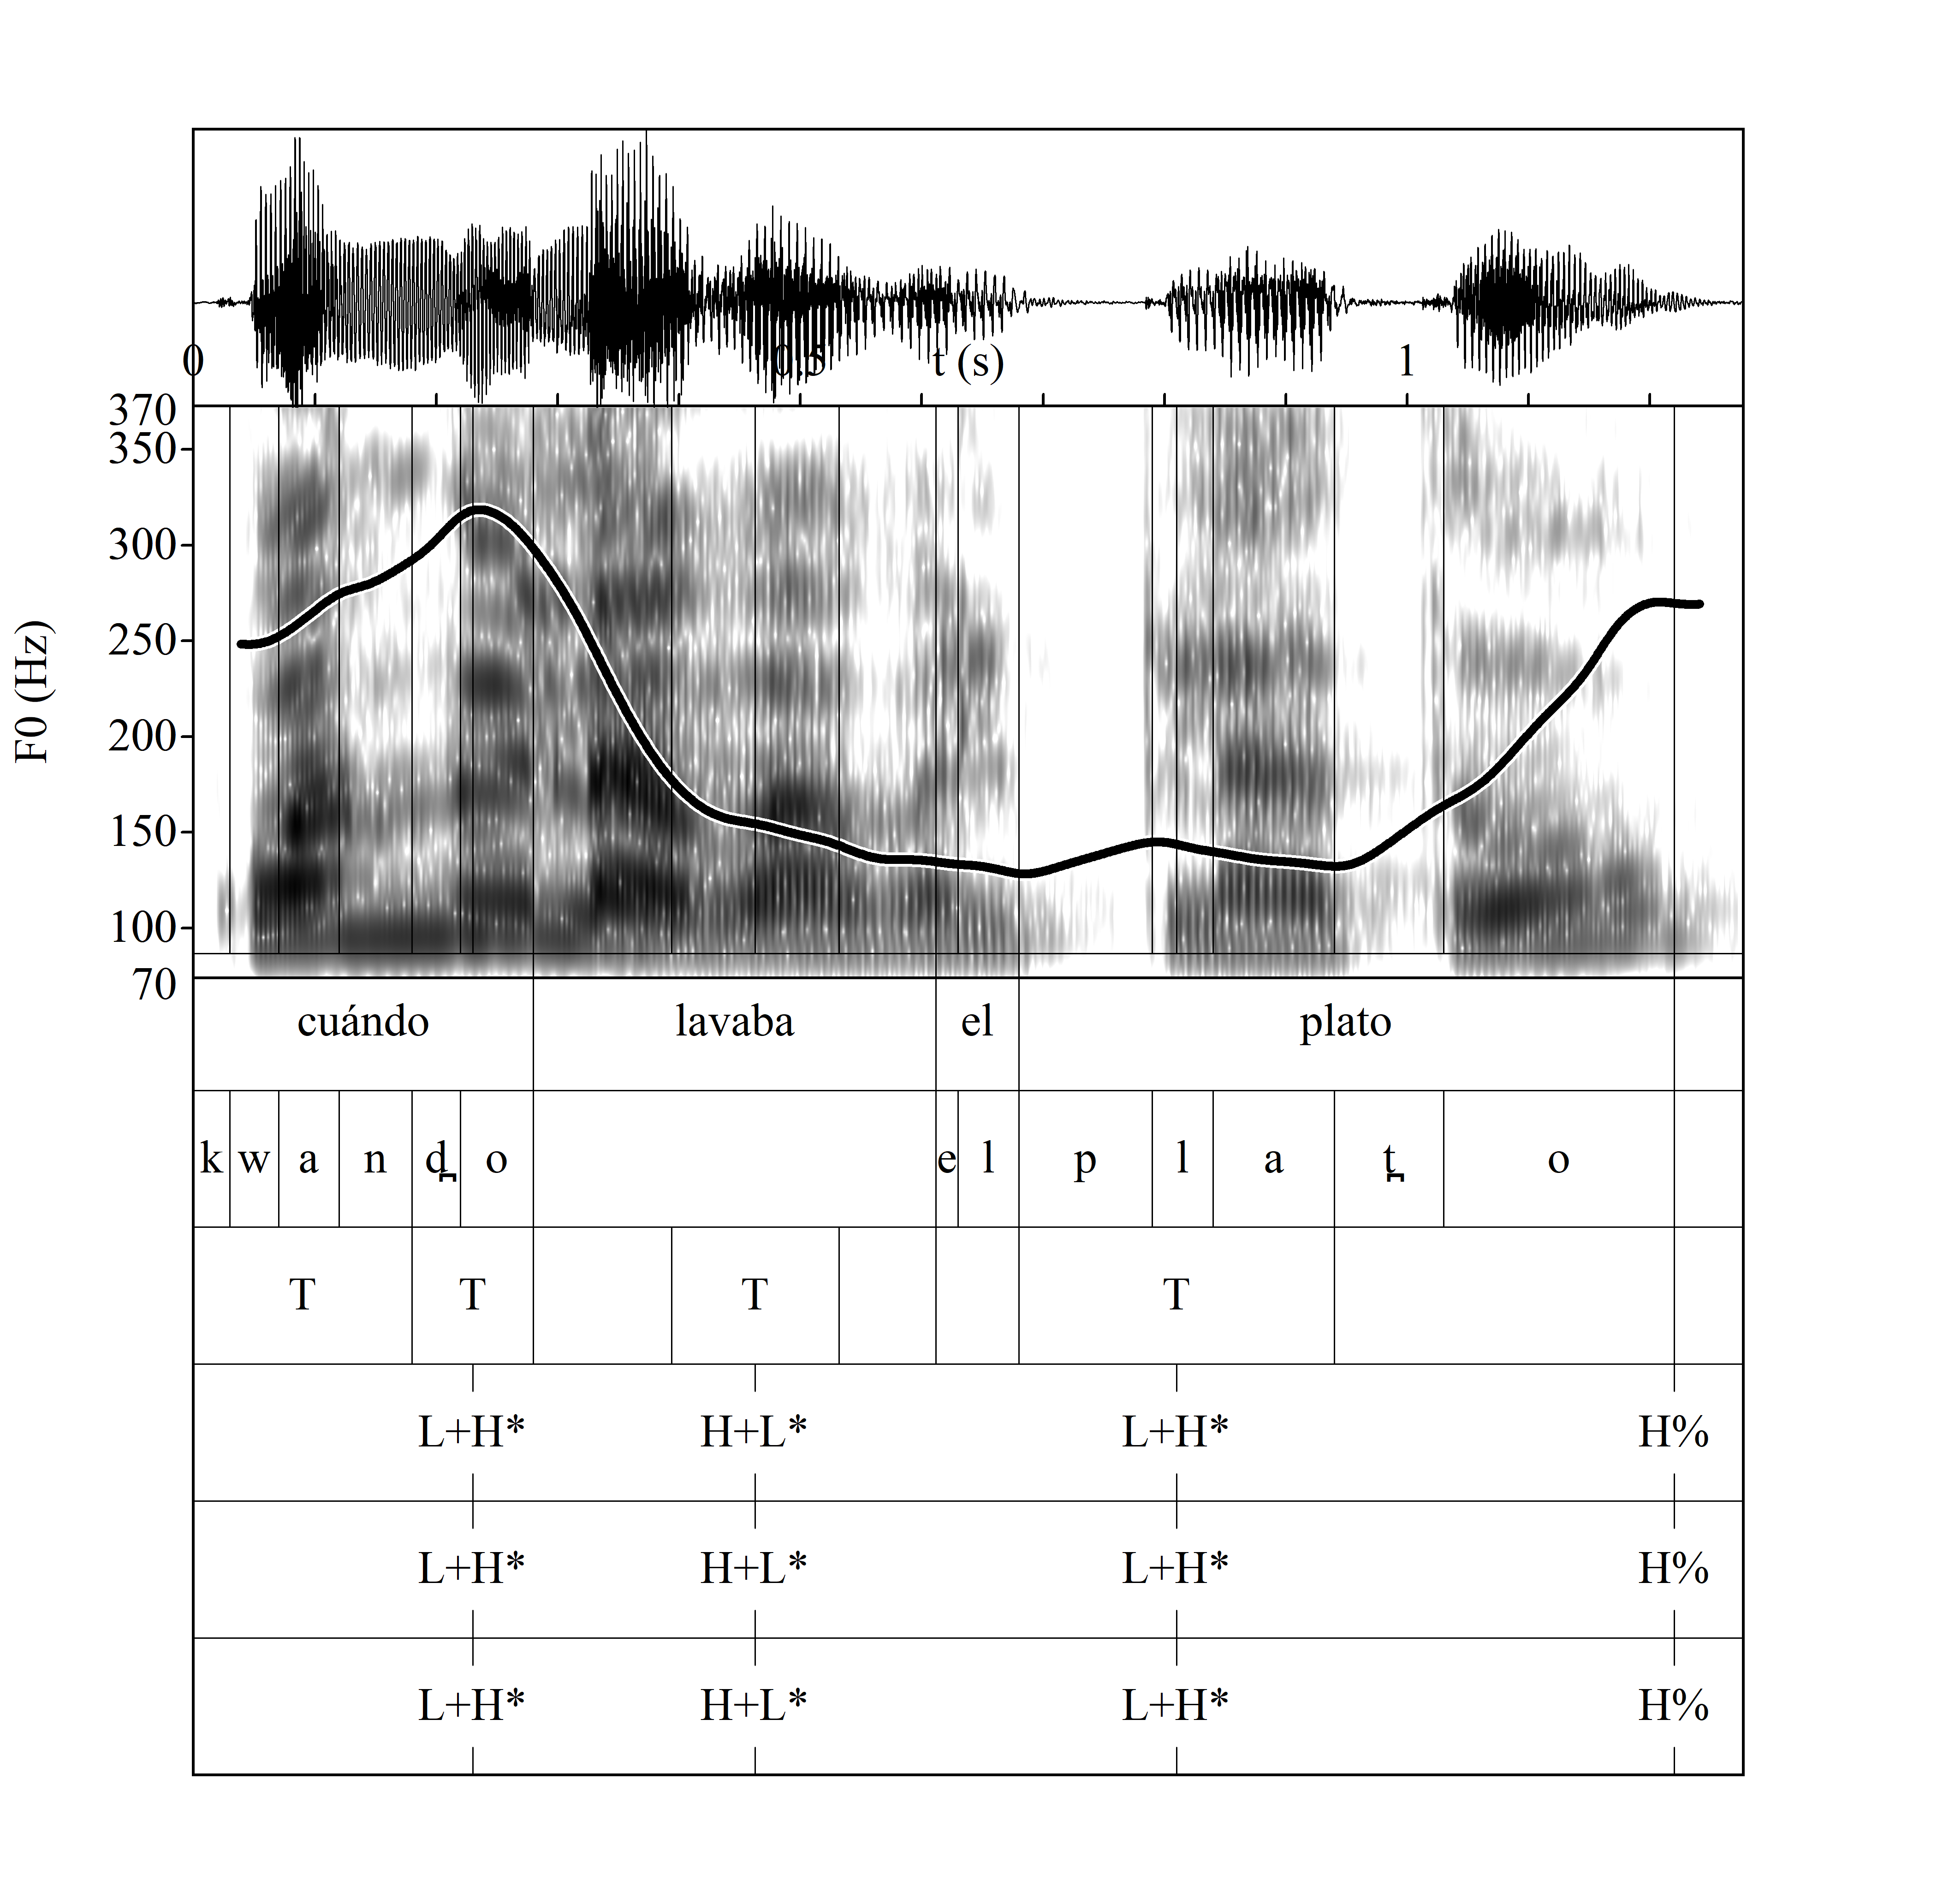 0 0.5 t (s) 1
370
350
300
250
200
150
100
70
F0 (Hz)
cuándo lavaba el plato
k w a n d̪ o e l p l a t̪ o
T T T T
L+H* H+L* L+H* H%
L+H* H+L* L+H* H%
L+H* H+L* L+H* H%